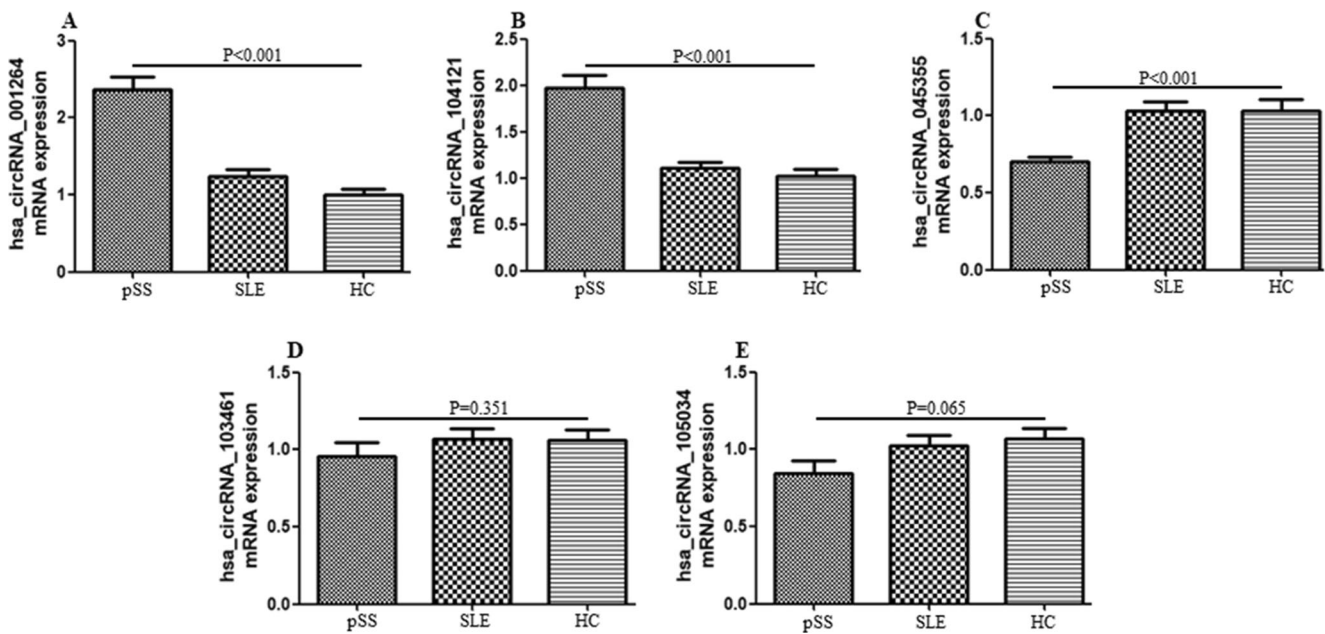 A
hsa_circRNA_001264
mRNA expression
3
2
1
0
P<0.001
pSS
SLE
HC
B
hsa_circRNA_104121
mRNA expression
2.5
2.0
1.5
1.0
0.5
0.0
P<0.001
pSS
SLE
HC
C
hsa_circRNA_045355
mRNA expression
1.5
1.0
0.5
0.0
P<0.001
pSS
SLE
HC
D
hsa_circRNA_103461
mRNA expression
1.5
1.0
0.5
0.0
P=0.351
pSS
SLE
HC
E
hsa_circRNA_105034
mRNA expression
1.5
1.0
0.5
0.0
P=0.065
pSS
SLE
HC